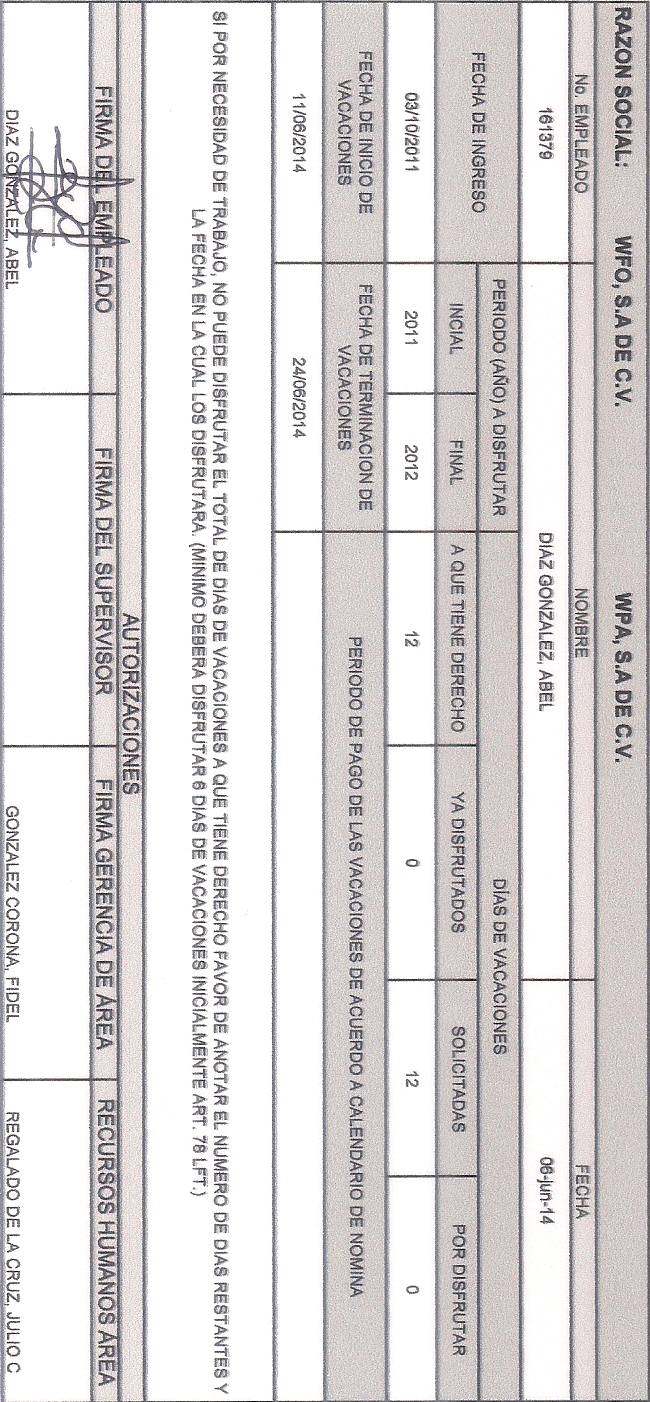 RAZON SOCIAL: WFO, S.A DE C.V. WPA, S.A DE C.V.
No. EMPLEADO NOMBRE FECHA
161379 DIAZ GONZALEZ, ABEL 06-jun-14
FECHA DE INGRESO PERIODO (AÑO) A DISFRUTAR DÍAS DE VACACIONES
INCIAL FINAL A QUE TIENE DERECHO YA DISFRUTADOS SOLICITADAS POR DISFRUTAR
03/10/2011 2011 2012 12 0 12 0
FECHA DE INICIO DE VACACIONES FECHA DE TERMINACION DE VACACIONES PERIODO DE PAGO DE LAS VACACIONES DE ACUERDO A CALENDARIO DE NOMINA
11/06/2014 24/06/2014
SI POR NECESIDAD DE TRABAJO, NO PUEDE DISFRUTAR EL TOTAL DE DIAS DE VACACIONES A QUE TIENE DERECHO FAVOR DE ANOTAR EL NUMERO DE DIAS RESTANTES Y
LA FECHA EN LA CUAL LOS DISFRUTARA. (MINIMO DEBERA DISFRUTAR 6 DIAS DE VACACIONES INICIALMENTE ART. 78 LFT.)
AUTORIZACIONES
FIRMA DEL EMPLEADO FIRMA DEL SUPERVISOR FIRMA GERENCIA DE ÁREA RECURSOS HUMANOS ÁREA
DIAZ GONZALEZ, ABEL GONZALEZ CORONA, FIDEL REGALADO DE LA CRUZ, JULIO C